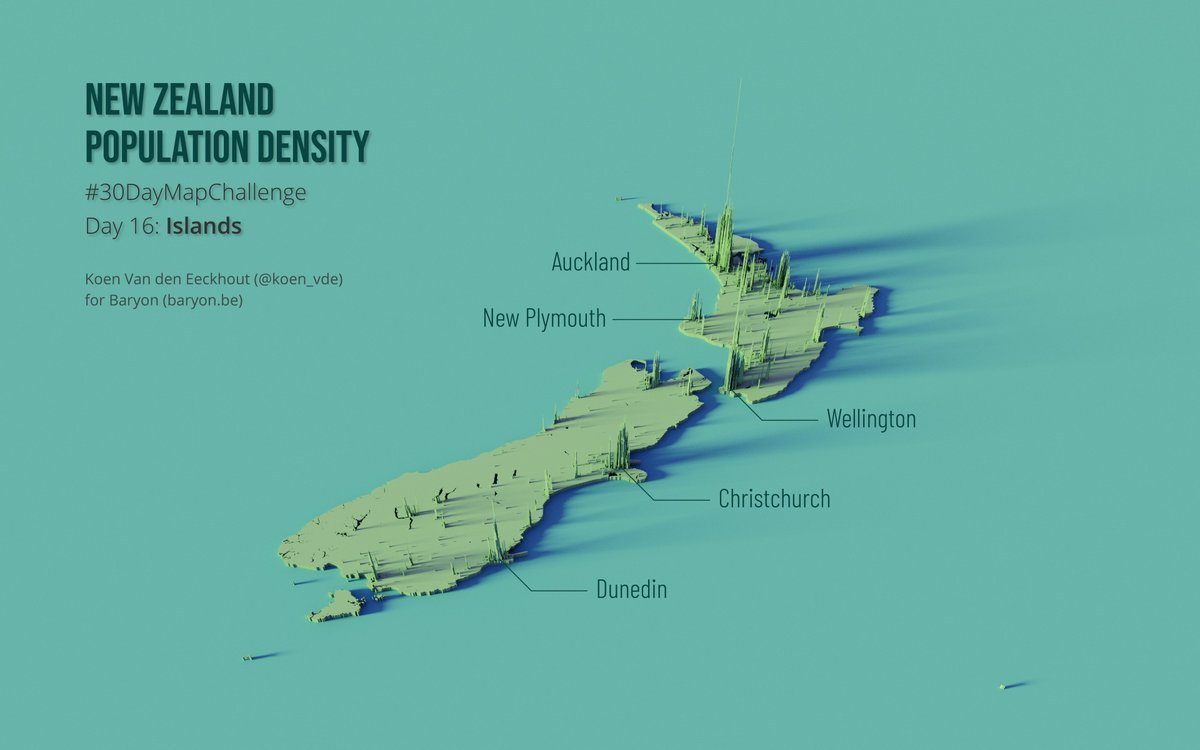 NEW ZEALAND
POPULATION DENSITY
#30DayMapChallenge
Day 16: Islands
Koen Van den Eeckhout (@koen_vde)
for Baryon (baryon.be)
Auckland
New Plymouth
Wellington
Christchurch
Dunedin